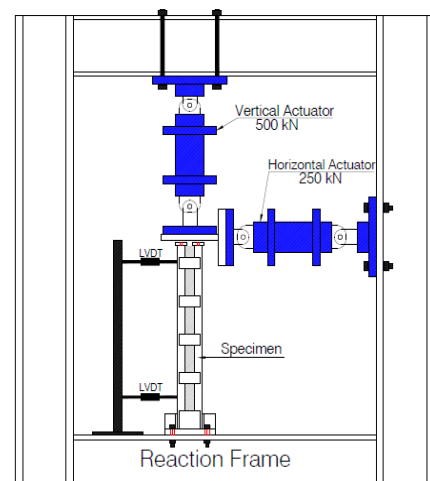 Vertical Actuator
500 kN
Horizontal Actuator
250 kN
LVDT
Specimen
LVDT
Reaction Frame